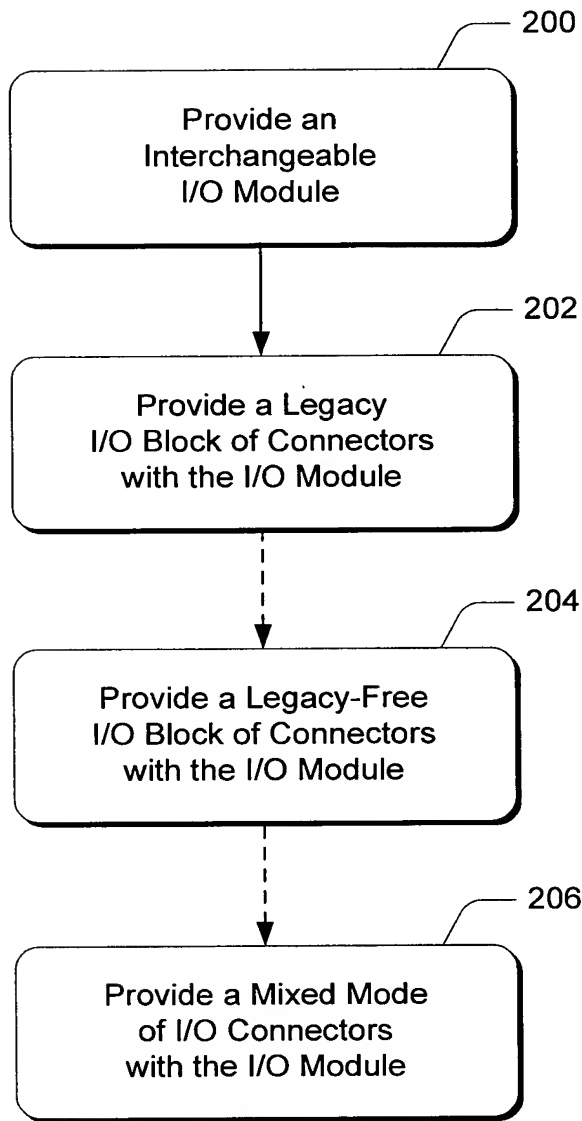 200
Provide an
Interchangeable
I/O Module
202
Provide a Legacy
I/O Block of Connectors
with the I/O Module
204
Provide a Legacy-Free
I/O Block of Connectors
with the I/O Module
206
Provide a Mixed Mode
of I/O Connectors
with the I/O Module